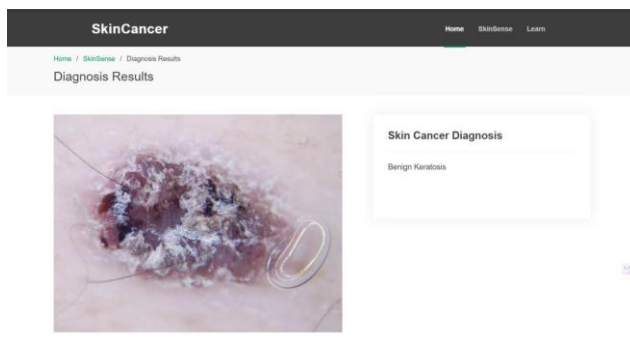 SkinCancer
Home SkinSense Learn
Home / SkinSense / Diagnosis Results
Diagnosis Results
Skin Cancer Diagnosis
Benign Keratosis